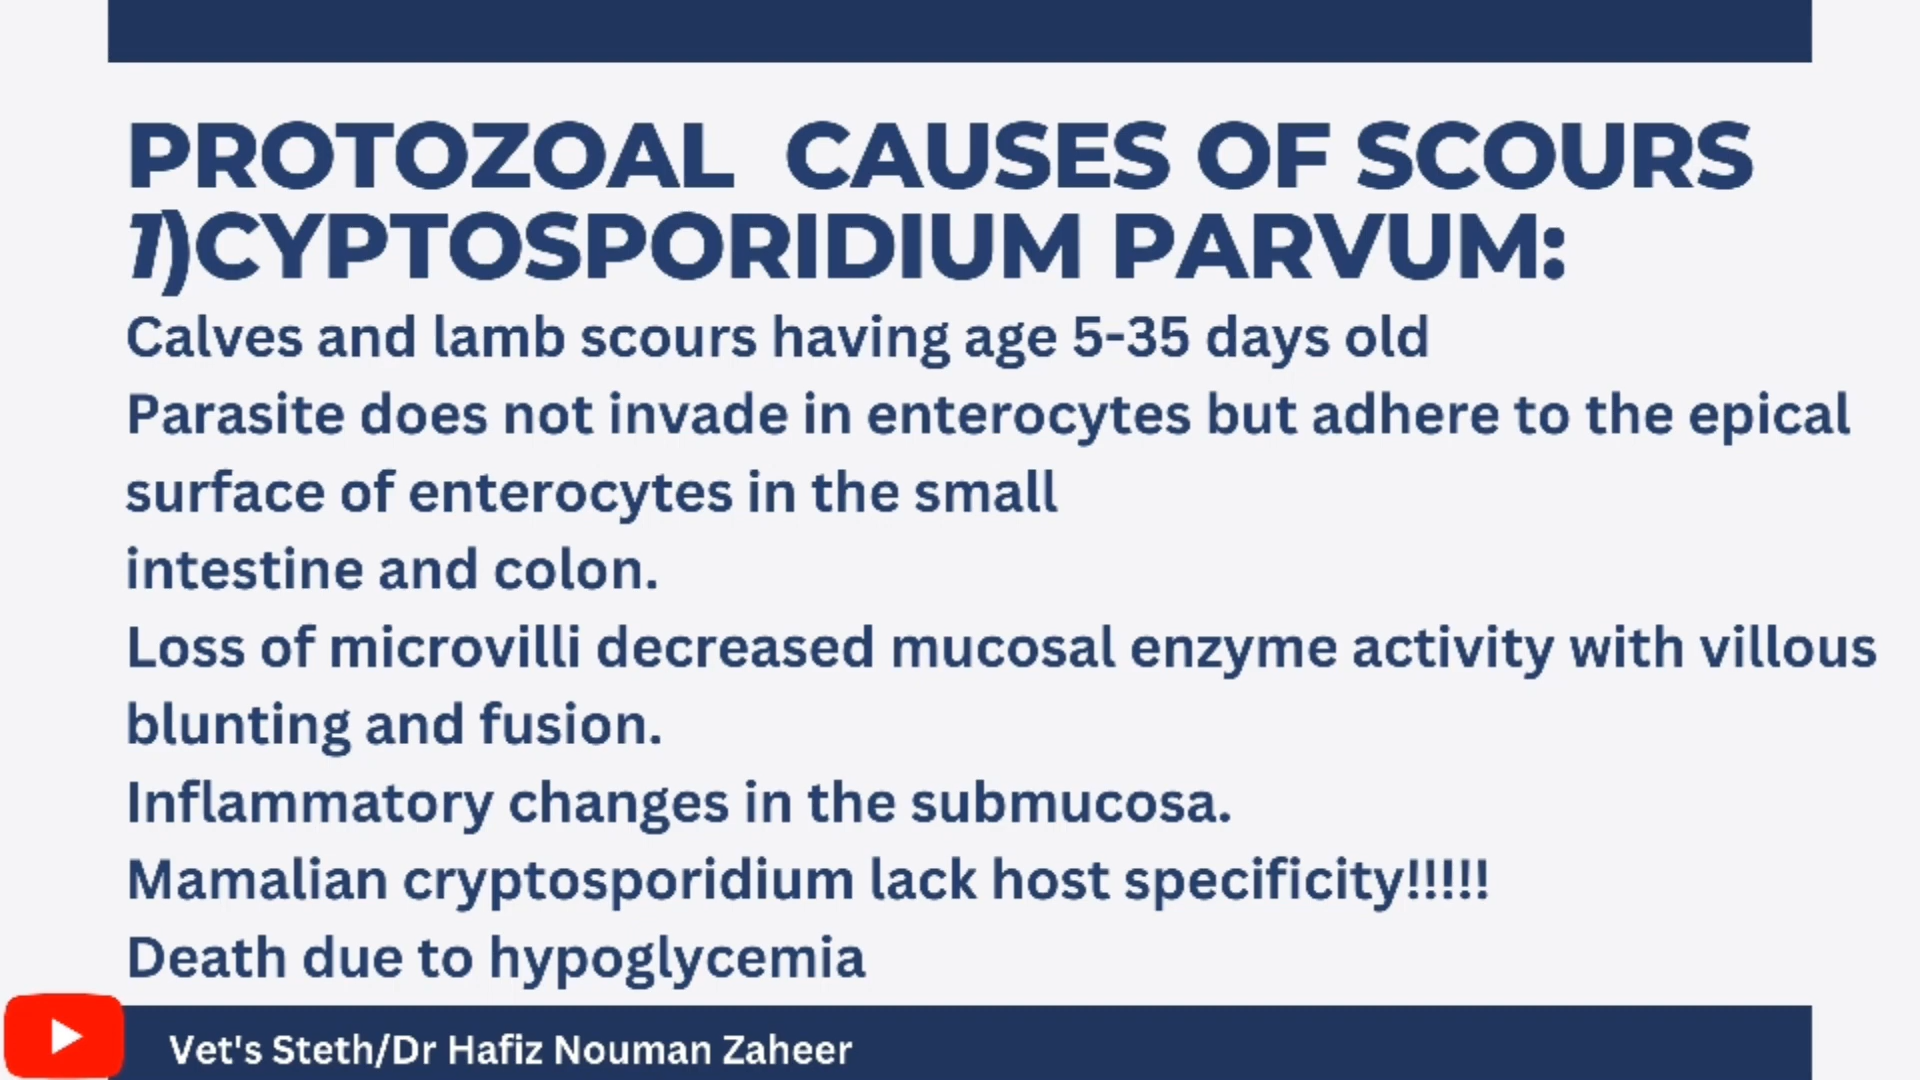 PROTOZOAL CAUSES OF SCOURS
1)CYPTOSPORIDIUM PARVUM:
Calves and lamb scours having age 5-35 days old
Parasite does not invade in enterocytes but adhere to the epical
surface of enterocytes in the small
intestine and colon.
Loss of microvilli decreased mucosal enzyme activity with villous
blunting and fusion.
Inflammatory changes in the submucosa.
Mamalian cryptosporidium lack host specificity!!!!!
Death due to hypoglycemia
Vet's Steth/Dr Hafiz Nouman Zaheer